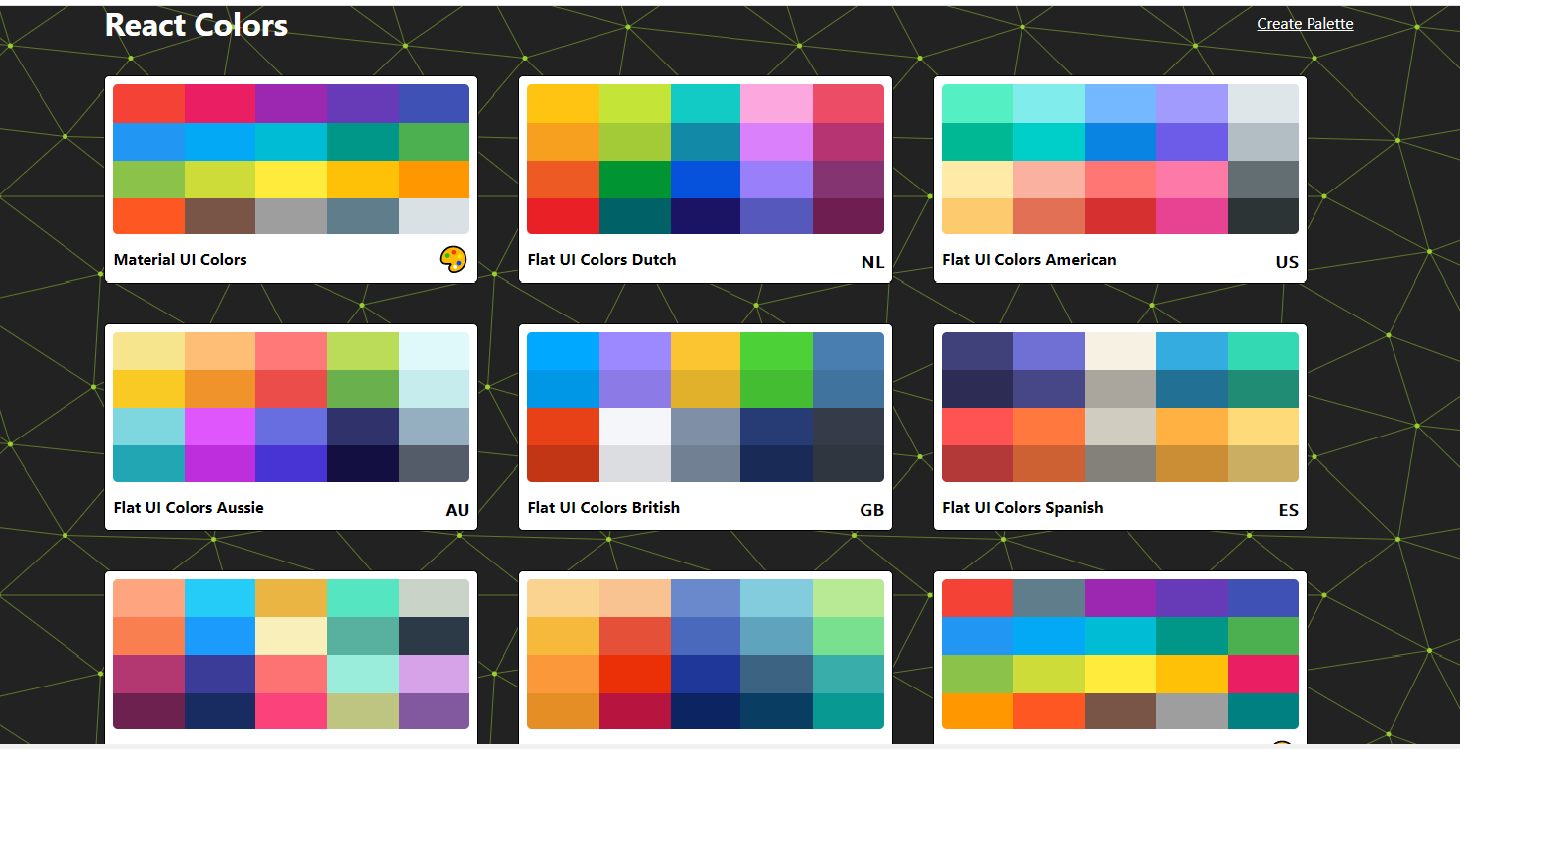 React Colors
Create Palette
Material UI Colors
Flat UI Colors Dutch
NL
Flat UI Colors American
US
Flat UI Colors Aussie
AU
Flat UI Colors British
GB
Flat UI Colors Spanish
ES